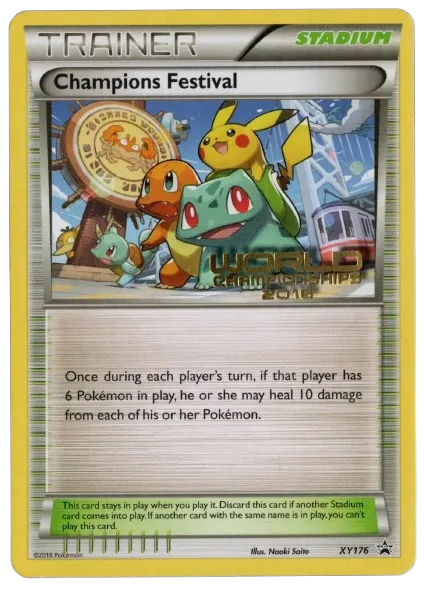 TRAINER
STADIUM
Champions Festival
WORLD
CHAMPIONSHIPS
2016
Once during each player's turn, if that player has
6 Pokémon in play, he or she may heal 10 damage
from each of his or her Pokémon.
This card stays in play when you play it. Discard this card if another Stadium
card comes into play. If another card with the same name is in play, you can't
play this card.
©2016 Pokémon
Illus. Naoki Saito
XY176